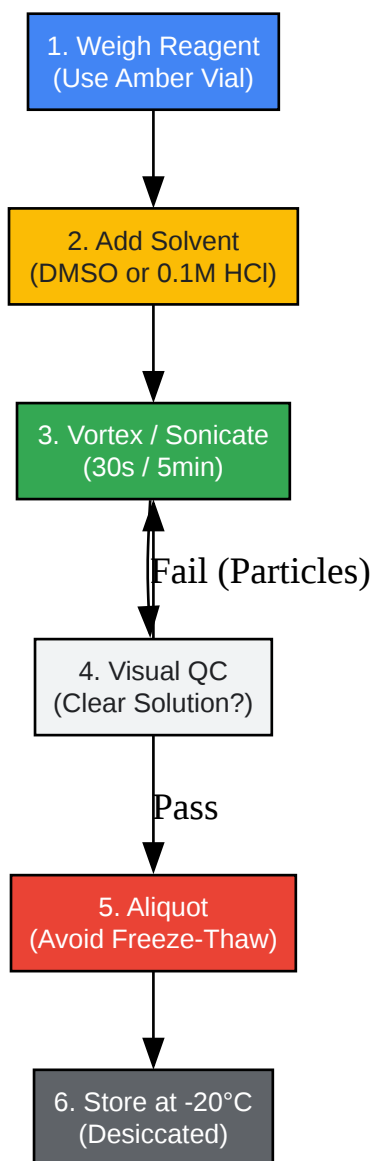 1. Weigh Reagent
(Use Amber Vial)
2. Add Solvent
(DMSO or 0.1M HCl)
3. Vortex / Sonicate
(30s / 5min)
Fail (Particles)
4. Visual QC
(Clear Solution?)
Pass
5. Aliquot
(Avoid Freeze-Thaw)
6. Store at -20°C
(Desiccated)